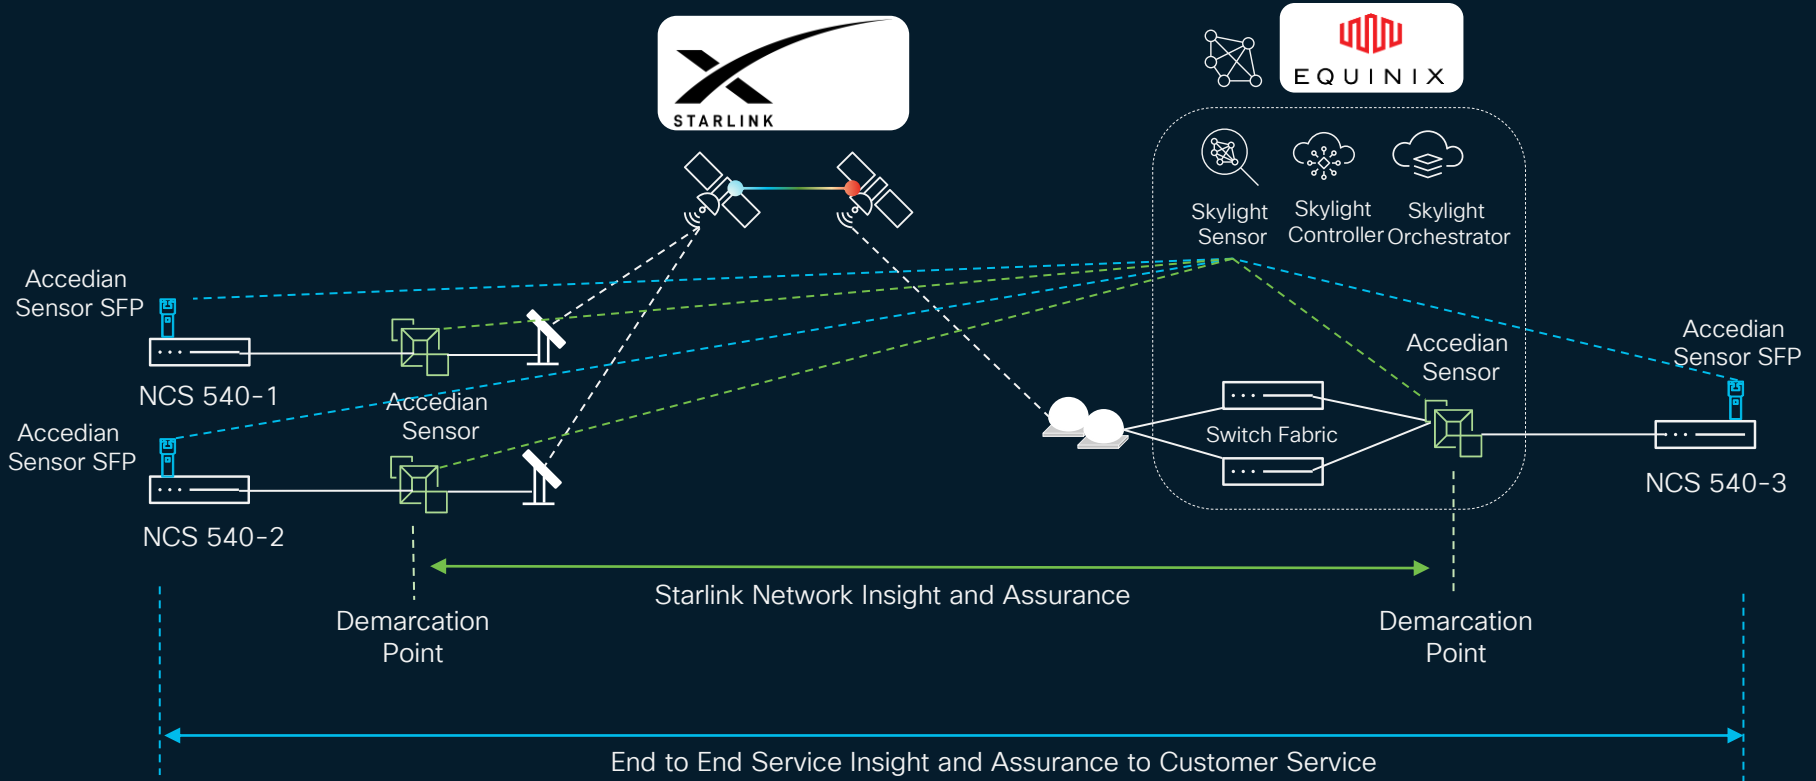 STARLINK
EQUINIX
Skylight
Sensor
Skylight
Controller
Skylight
Orchestrator
Accedian
Sensor SFP
NCS 540-1
Accedian
Sensor
Accedian
Sensor SFP
NCS 540-2
Accedian
Sensor
Switch Fabric
Accedian
Sensor SFP
NCS 540-3
Starlink Network Insight and Assurance
Demarcation
Point
Demarcation
Point
End to End Service Insight and Assurance to Customer Service